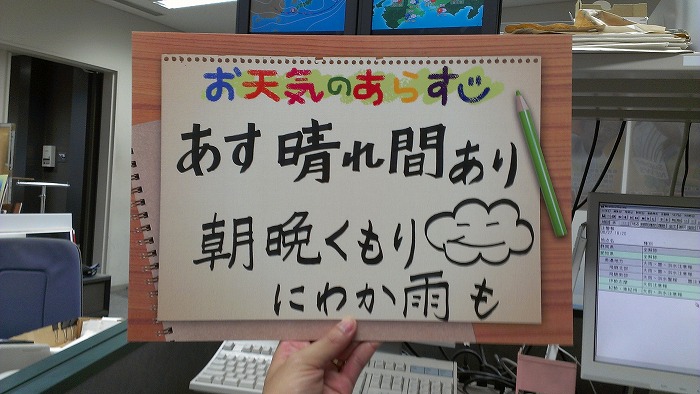 お天気のあらすじ
あす晴れ間あり
朝晩くもり
にわか雨も